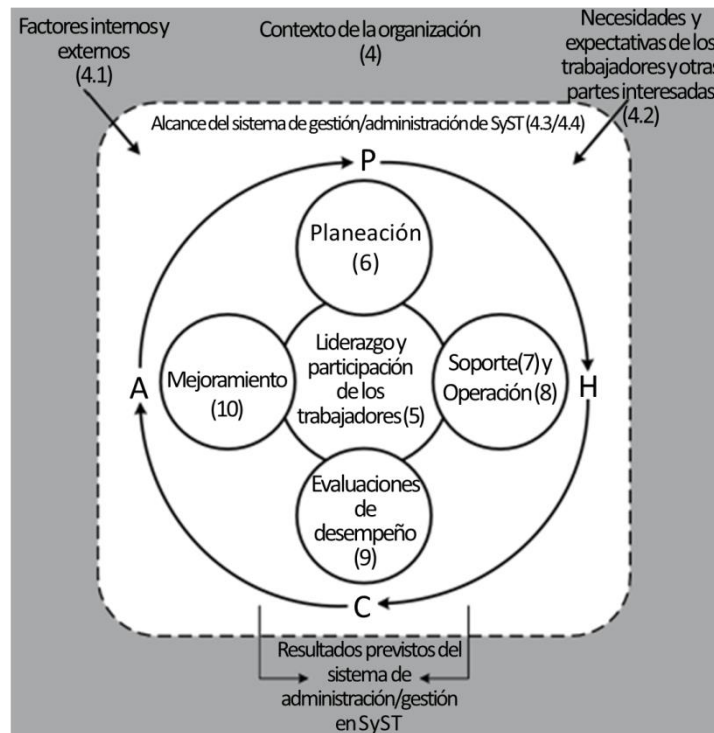 Factores internos y
externos
(4.1)
Contexto de la organización
(4)
Necesidades y
expectativas de los
trabajadores y otras
partes interesadas
(4.2)
Alcance del sistema de gestión/administración de SyST (4.3/4.4)
P
Planeación
(6)
A
Mejoramiento
(10)
Liderazgo y
participación
de los
trabajadores (5)
Soporte(7) y
Operación (8)
H
Evaluaciones
de
desempeño
(9)
C
Resultados previstos del
sistema de
administración/gestión
en SyST